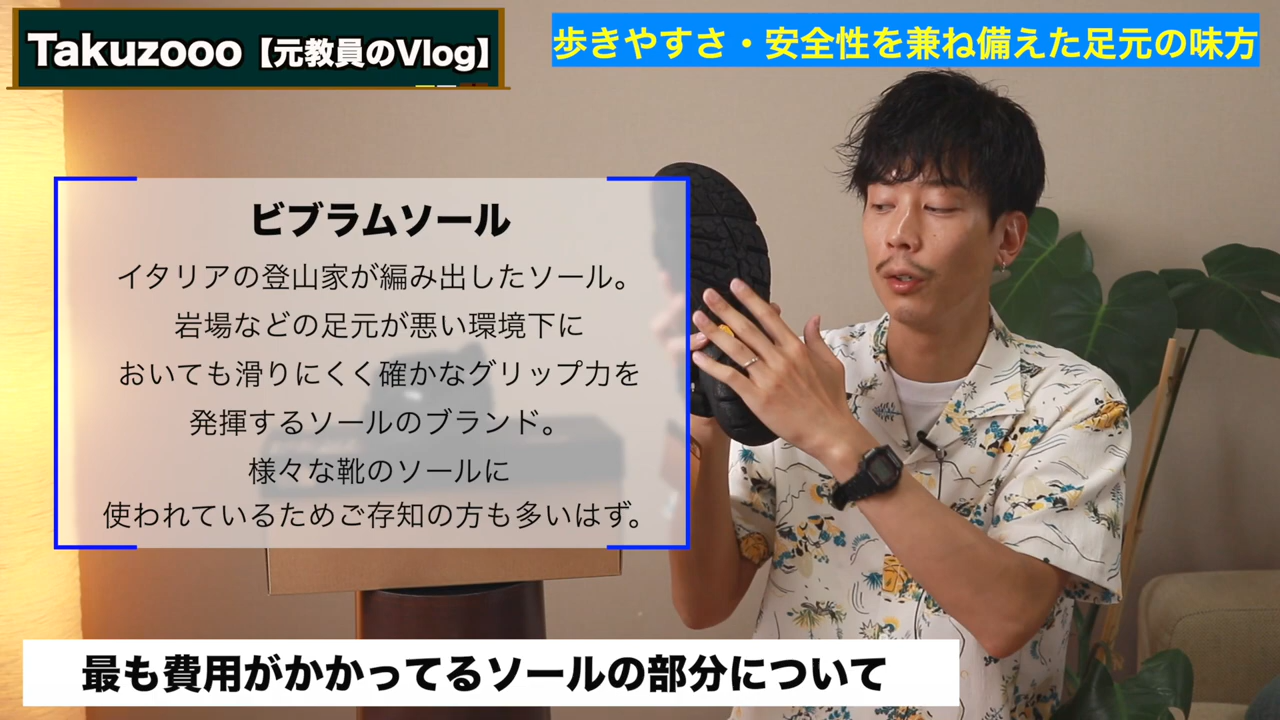 Takuzooo【元教員のVlog】
歩きやすさ・安全性を兼ね備えた足元の味方
ビブラムソール
イタリアの登山家が編み出したソール。
岩場などの足元が悪い環境下に
おいても滑りにくく確かなグリップ力を
発揮するソールのブランド。
様々な靴のソールに
使われているためご存知の方も多いはず。
最も費用がかかってるソールの部分について